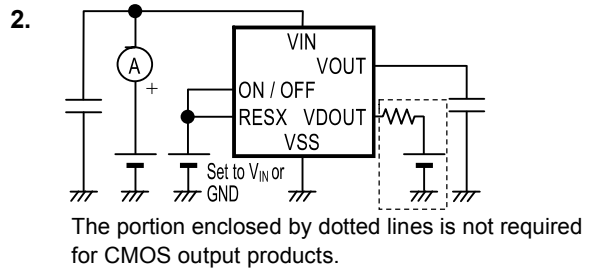 2.
VIN
A
VOUT
+
ON / OFF
RESX VDOUT
VSS
Set to VIN or
GND
The portion enclosed by dotted lines is not required
for CMOS output products.